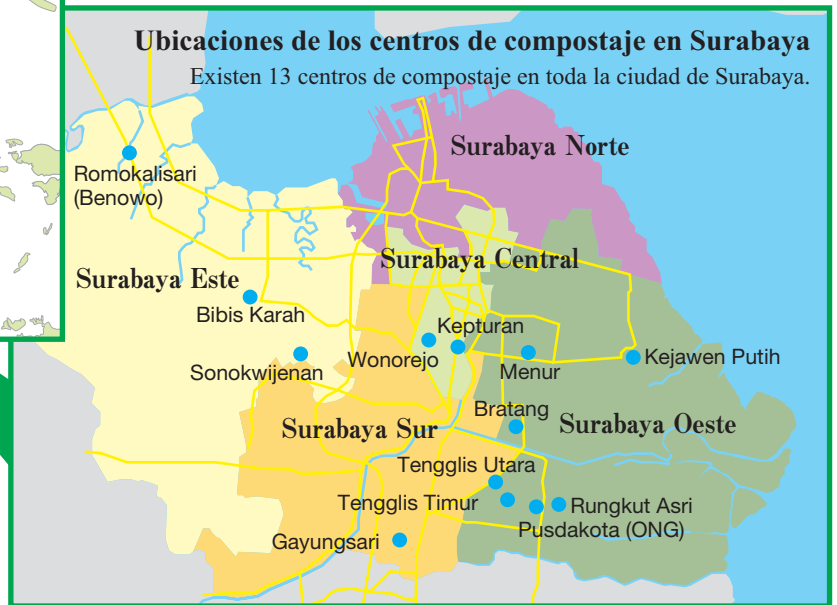 Ubicaciones de los centros de compostaje en Surabaya
Existen 13 centros de compostaje en toda la ciudad de Surabaya.
Surabaya Norte
Romokalisari
(Benowo)
Surabaya Central
Surabaya Este
Bibis Karah
Kepturan
Wonorejo
Sonokwijenan
Menur
Kejawen Putih
Bratang
Surabaya Sur
Surabaya Oeste
Tengglis Utara
Tengglis Timur
Rungkut Asri
Pusdakota (ONG)
Gayungsari